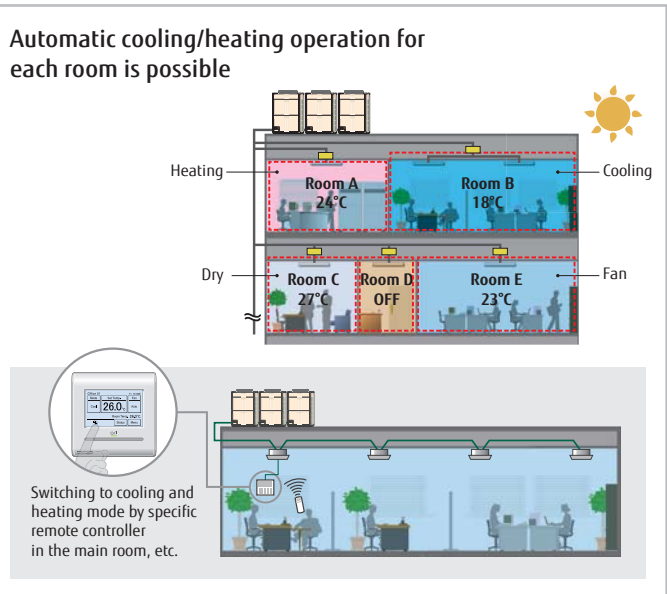 Automatic cooling/heating operation for
each room is possible
Heating
Room A
24°C
Room B
18°C
Cooling
Dry
Room C
27°C
Room D
OFF
Room E
23°C
Fan
26.0
Switching to cooling and
heating mode by specific
remote controller
in the main room, etc.